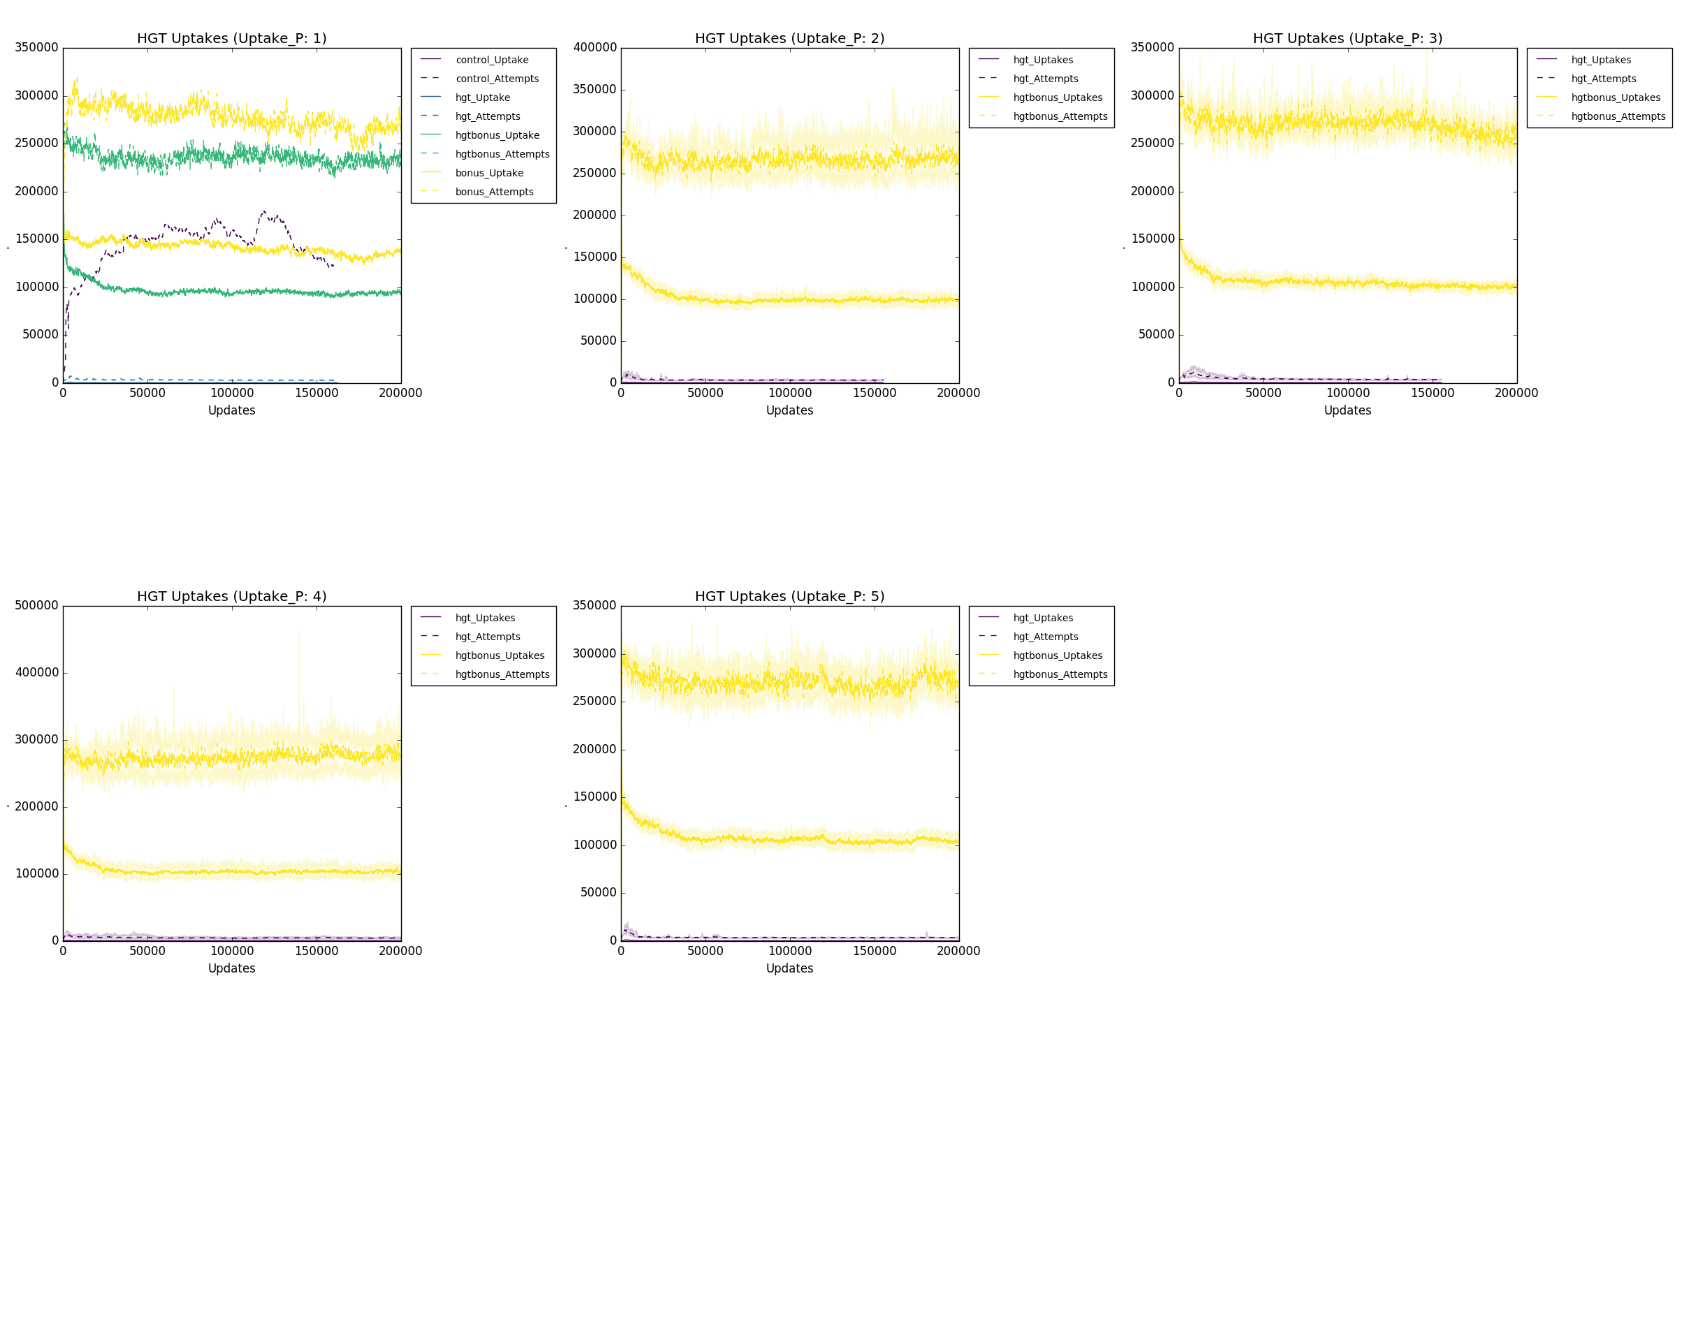 HGT Uptakes (Uptake_P: 1)
350000
300000
250000
200000
150000
100000
50000
0
0 50000 100000 150000 200000
Updates
control_Uptake
control_Attempts
hgt_Uptake
hgt_Attempts
hgtbonus_Uptake
hgtbonus_Attempts
bonus_Uptake
bonus_Attempts
HGT Uptakes (Uptake_P: 2)
400000
350000
300000
250000
200000
150000
100000
50000
0
0 50000 100000 150000 200000
Updates
hgt_Uptakes
hgt_Attempts
hgtbonus_Uptakes
hgtbonus_Attempts
HGT Uptakes (Uptake_P: 3)
350000
300000
250000
200000
150000
100000
50000
0
0 50000 100000 150000 200000
Updates
hgt_Uptakes
hgt_Attempts
hgtbonus_Uptakes
hgtbonus_Attempts
HGT Uptakes (Uptake_P: 4)
500000
400000
300000
200000
100000
0
0 50000 100000 150000 200000
Updates
hgt_Uptakes
hgt_Attempts
hgtbonus_Uptakes
hgtbonus_Attempts
HGT Uptakes (Uptake_P: 5)
350000
300000
250000
200000
150000
100000
50000
0
0 50000 100000 150000 200000
Updates
hgt_Uptakes
hgt_Attempts
hgtbonus_Uptakes
hgtbonus_Attempts